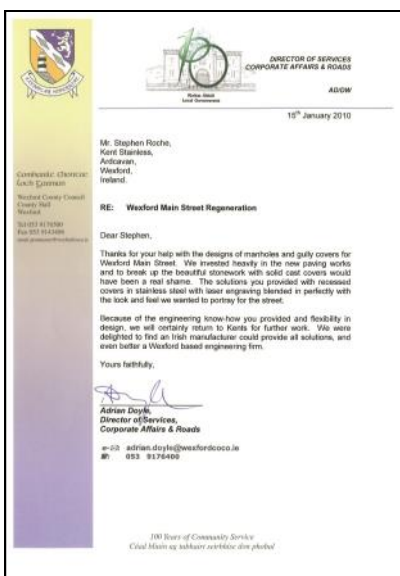 DIRECTOR OF SERVICES
CORPORATE AFFAIRS & ROADS
AD/GW
15th January 2010
Mr. Stephen Roche,
Kent Stainless,
Ardcavan,
Wexford,
Ireland.
Wexford County Council
County Hall
Wexford
RE: Wexford Main Street Regeneration
Dear Stephen,
Thanks for your help with the designs of manholes and gully covers for
Wexford Main Street. We invested heavily in the new paving works
and to break up the beautiful stonework with solid cast covers would
have been a real shame. The solutions you provided with recessed
covers in stainless steel with laser engraving blended in perfectly with
the look and feel we wanted to portray for the street.
Because of the engineering know-how you provided and flexibility in
design, we will certainly return to Kents for further work. We were
delighted to find an Irish manufacturer could provide all solutions, and
even better a Wexford based engineering firm.
Yours faithfully,
Adrian Doyle,
Director of Services,
Corporate Affairs & Roads
adrian.doyle@wexfordcoco.ie
053 9176400
100 Years of Community Service